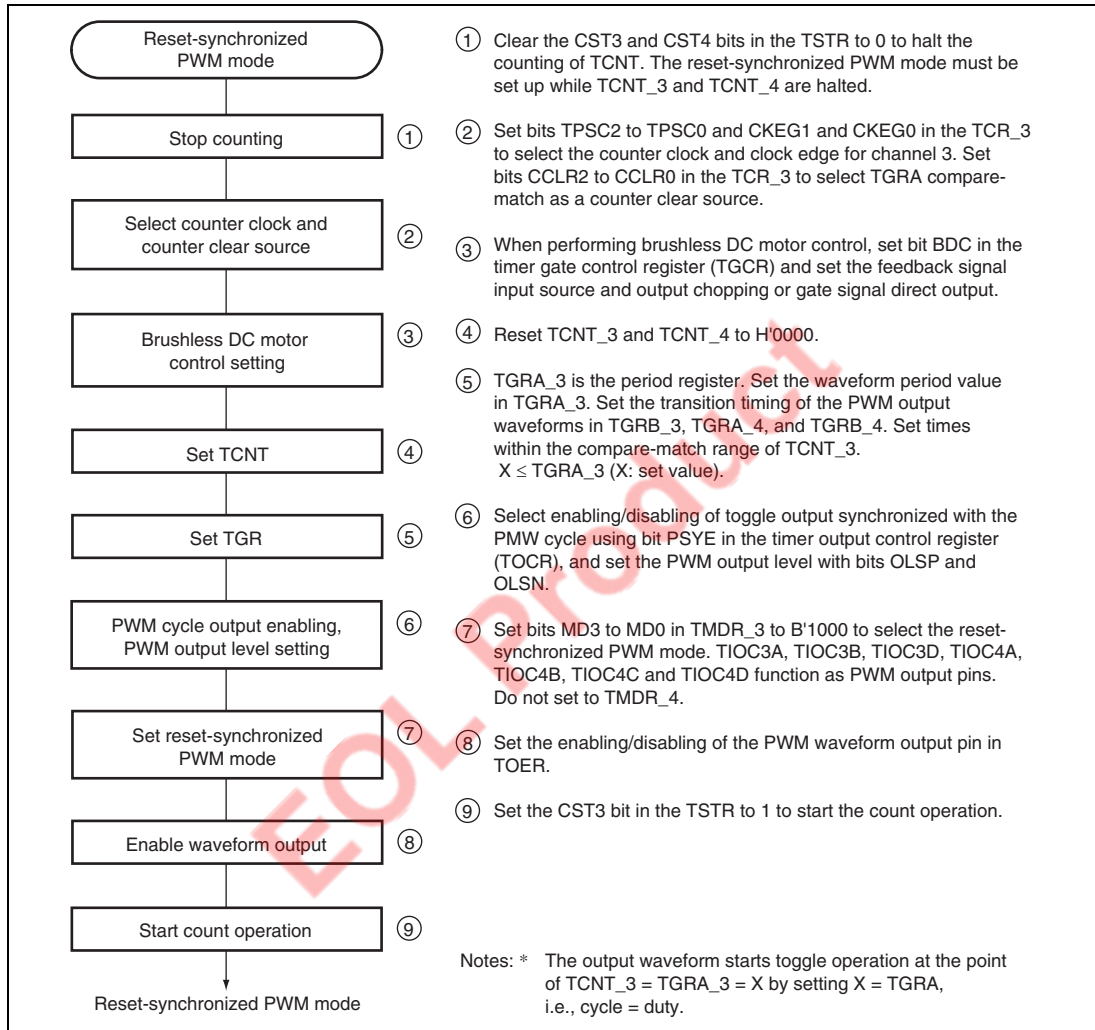 Reset-synchronized
PWM mode
Stop counting
①
Select counter clock and
counter clear source
②
Brushless DC motor
control setting
③
Set TCNT
④
Set TGR
⑤
PWM cycle output enabling,
PWM output level setting
⑥
Set reset-synchronized
PWM mode
⑦
Enable waveform output
⑧
Start count operation
⑨
Reset-synchronized PWM mode
① Clear the CST3 and CST4 bits in the TSTR to 0 to halt the
counting of TCNT. The reset-synchronized PWM mode must be
set up while TCNT_3 and TCNT_4 are halted.
② Set bits TPSC2 to TPSC0 and CKEG1 and CKEG0 in the TCR_3
to select the counter clock and clock edge for channel 3. Set
bits CCLR2 to CCLR0 in the TCR_3 to select TGRA compare-
match as a counter clear source.
③ When performing brushless DC motor control, set bit BDC in the
timer gate control register (TGCR) and set the feedback signal
input source and output chopping or gate signal direct output.
④ Reset TCNT_3 and TCNT_4 to H'0000.
⑤ TGRA_3 is the period register. Set the waveform period value
in TGRA_3. Set the transition timing of the PWM output
waveforms in TGRB_3, TGRA_4, and TGRB_4. Set times
within the compare-match range of TCNT_3.
X ≤ TGRA_3 (X: set value).
⑥ Select enabling/disabling of toggle output synchronized with the
PMW cycle using bit PSYE in the timer output control register
(TOCR), and set the PWM output level with bits OLSP and
OLSN.
⑦ Set bits MD3 to MD0 in TMDR_3 to B'1000 to select the reset-
synchronized PWM mode. TIOC3A, TIOC3B, TIOC3D, TIOC4A,
TIOC4B, TIOC4C and TIOC4D function as PWM output pins.
Do not set to TMDR_4.
⑧ Set the enabling/disabling of the PWM waveform output pin in
TOER.
⑨ Set the CST3 bit in the TSTR to 1 to start the count operation.
Notes: * The output waveform starts toggle operation at the point
of TCNT_3 = TGRA_3 = X by setting X = TGRA,
i.e., cycle = duty.
EOL Product